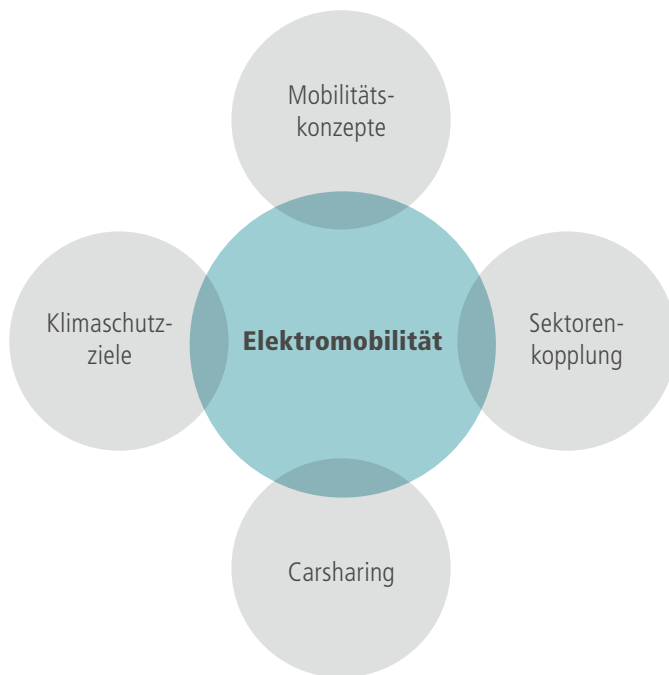 Mobilitäts-
konzepte
Klimaschutz-
ziele
Elektromobilität
Sektoren-
kopplung
Carsharing